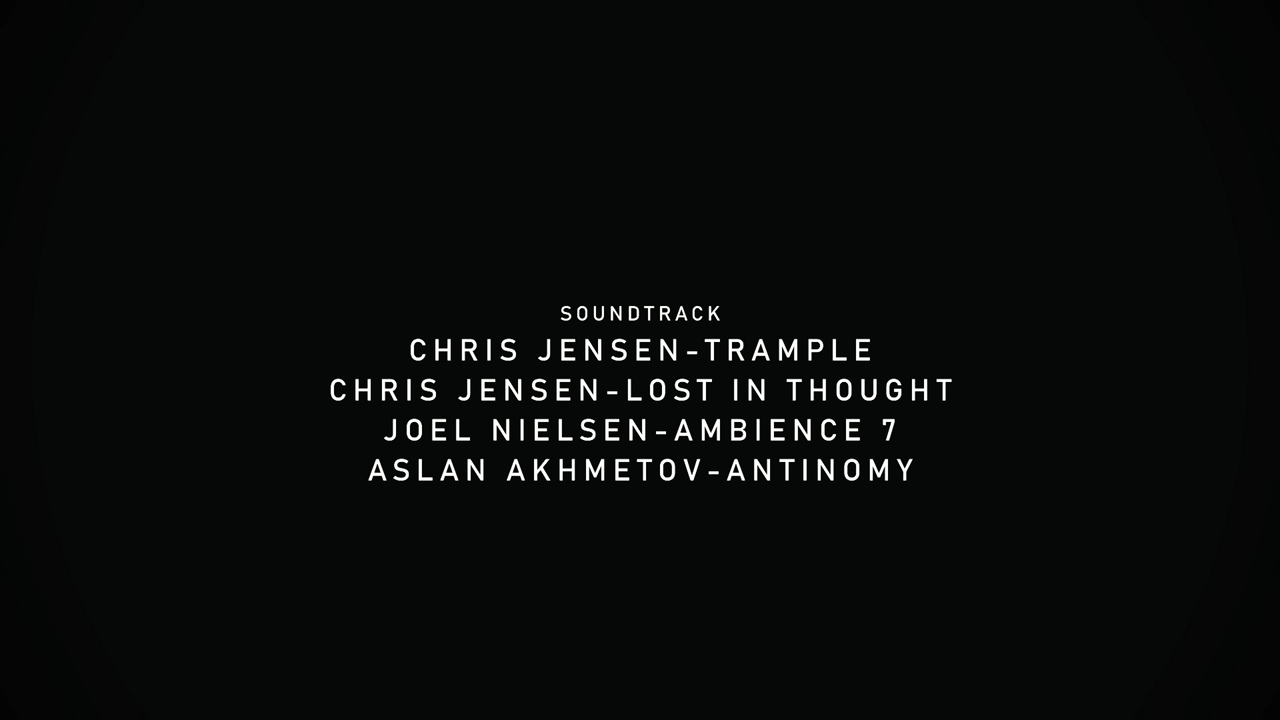 SOUNDTRACK
CHRIS JENSEN-TRAMPLE
CHRIS JENSEN-LOST IN THOUGHT
JOEL NIELSEN-AMBIENCE 7
ASLAN AKHMETOV-ANTINOMY